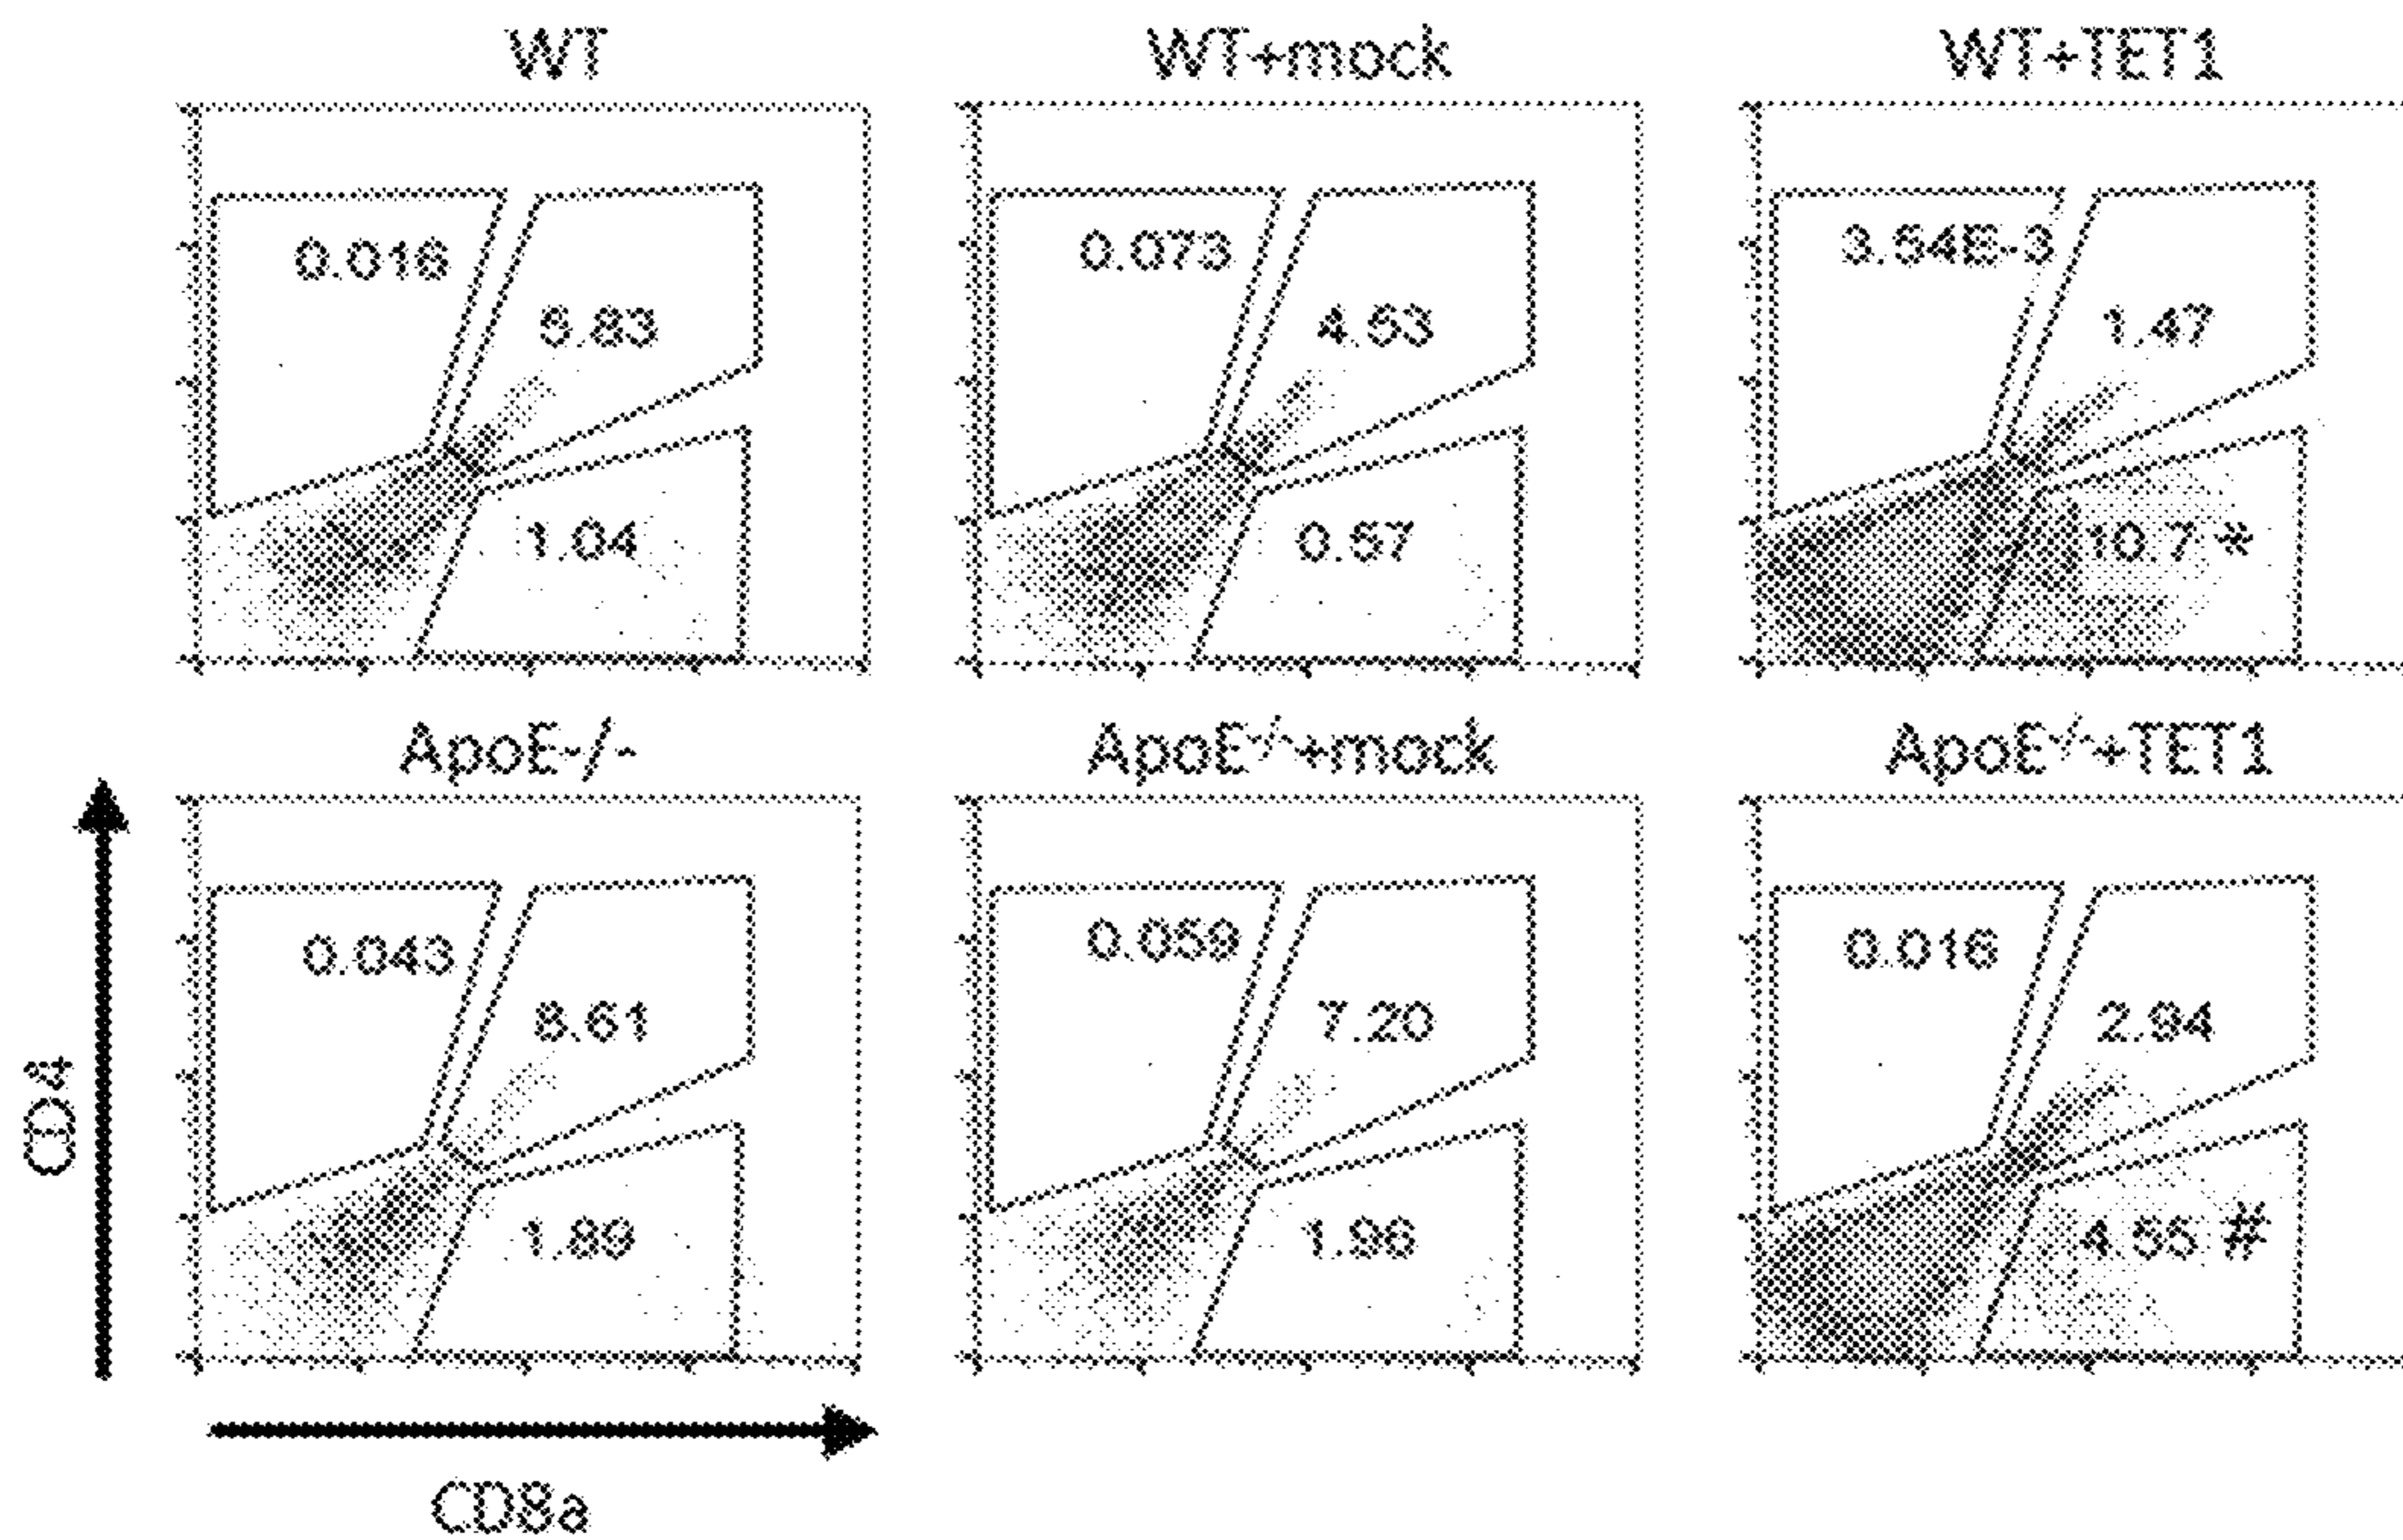 WT
WT+mock
WT+TET1
0.016
0.073
3.54E-3
6.83
4.53
1.47
1.04
0.57
10.7 *
ApoE-/-
ApoE-/-+mock
ApoE-/-+TET1
0.043
0.059
0.016
8.61
7.20
2.94
1.89
1.96
4.55 #
CD4
CD8a